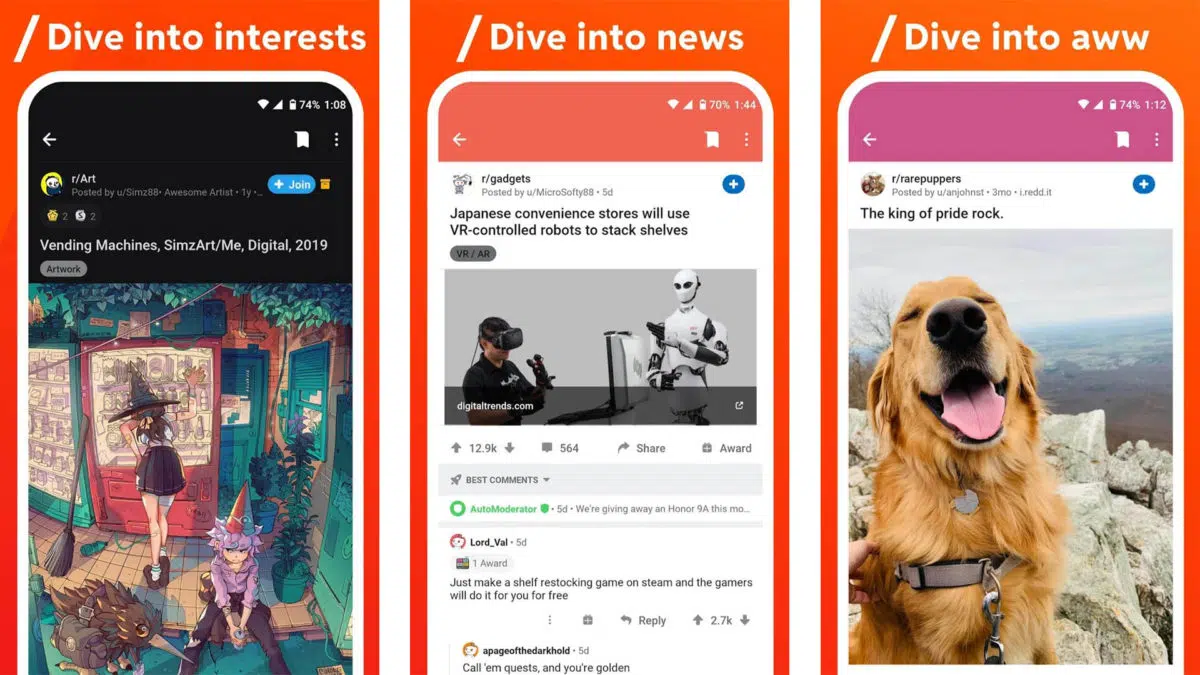 / Dive into interests
74% 1:08
r/Art
Posted by u/Simz88 • Awesome Artist • 1y •...
+ Join
2 2
Vending Machines, SimzArt/Me, Digital, 2019
Artwork
/ Dive into news
70% 1:44
r/gadgets
Posted by u/MicroSofty88 • 5d
Japanese convenience stores will use
VR-controlled robots to stack shelves
VR / AR
digitaltrends.com
12.9k 564 Share Award
BEST COMMENTS
AutoModerator • 5d • We're giving away an Honor 9A this mo...
Lord_Val • 5d
1 Award
Just make a shelf restocking game on steam and the gamers
will do it for you for free
Reply 2.7k
apageofthedarkhold • 5d
Call 'em quests, and you're golden
/ Dive into aww
74% 1:12
r/rarepuppers
Posted by u/anjohnst • 3mo • i.redd.it
The king of pride rock.